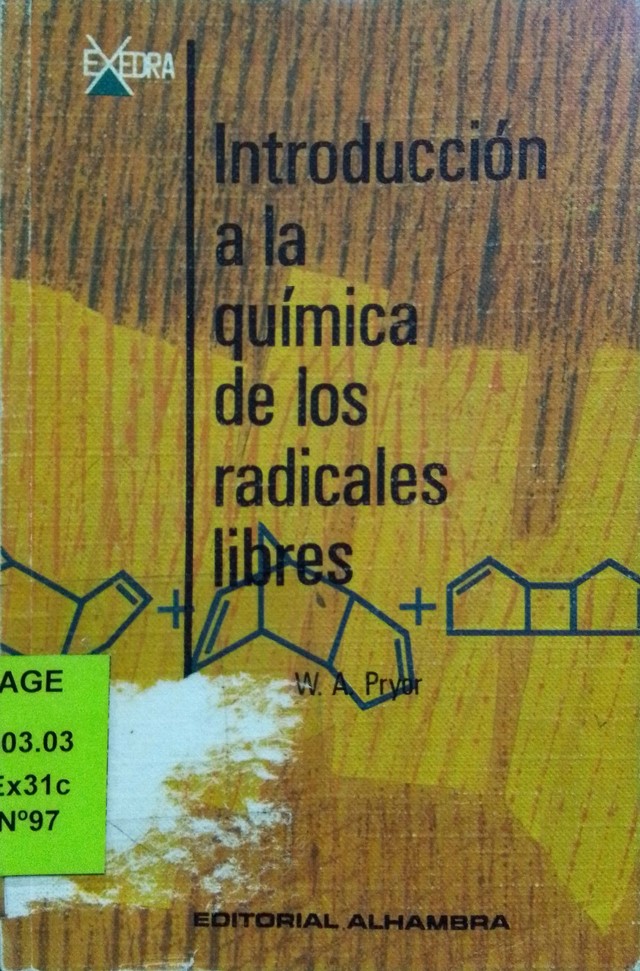 EXEDRA
Introducción
a la
química
de los
radicales
libres
+
+
W. A. Pryor
AGE
03.03
Ex31c
Nº97
EDITORIAL ALHAMBRA